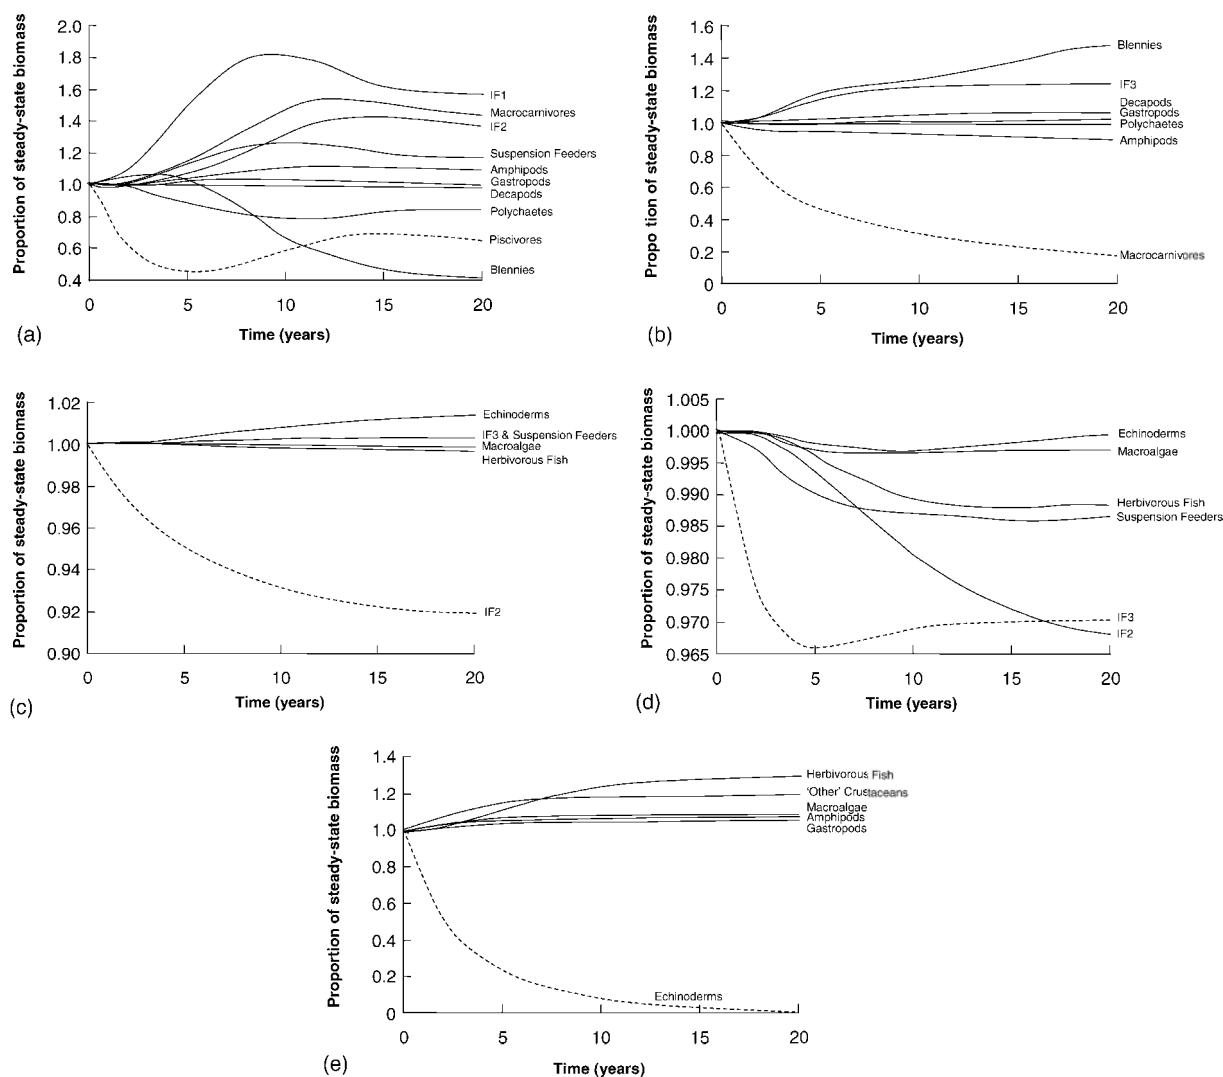 Proportion of steady-state biomass
2.0
1.8
1.6
1.4
1.2
1.0
0.8
0.6
0.4
IF1
Macrocarnivores
IF2
Suspension Feeders
Amphipods
Gastropods
Decapods
Polychaetes
Piscivores
Blennies
0 5 10 15 20
Time (years)
(a)
Propo tion of steady-state biomass
1.6
1.4
1.2
1.0
0.8
0.6
0.4
0.2
0
Blennies
IF3
Decapods
Gastropods
Polychaetes
Amphipods
Macrocarnivores
0 5 10 15 20
Time (years)
(b)
Proportion of steady-state biomass
1.02
1.00
0.98
0.96
0.94
0.92
0.90
Echinoderms
IF3 & Suspension Feeders
Macroalgae
Herbivorous Fish
IF2
0 5 10 15 20
Time (years)
(c)
Proportion of steady-state biomass
1.005
1.000
0.995
0.990
0.985
0.980
0.975
0.970
0.965
Echinoderms
Macroalgae
Herbivorous Fish
Suspension Feeders
IF3
IF2
0 5 10 15 20
Time (years)
(d)
Proportion of steady-state biomass
1.4
1.2
1.0
0.8
0.6
0.4
0.2
0
Herbivorous Fish
'Other' Crustaceans
Macroalgae
Amphipods
Gastropods
Echinoderms
0 5 10 15 20
Time (years)
(e)